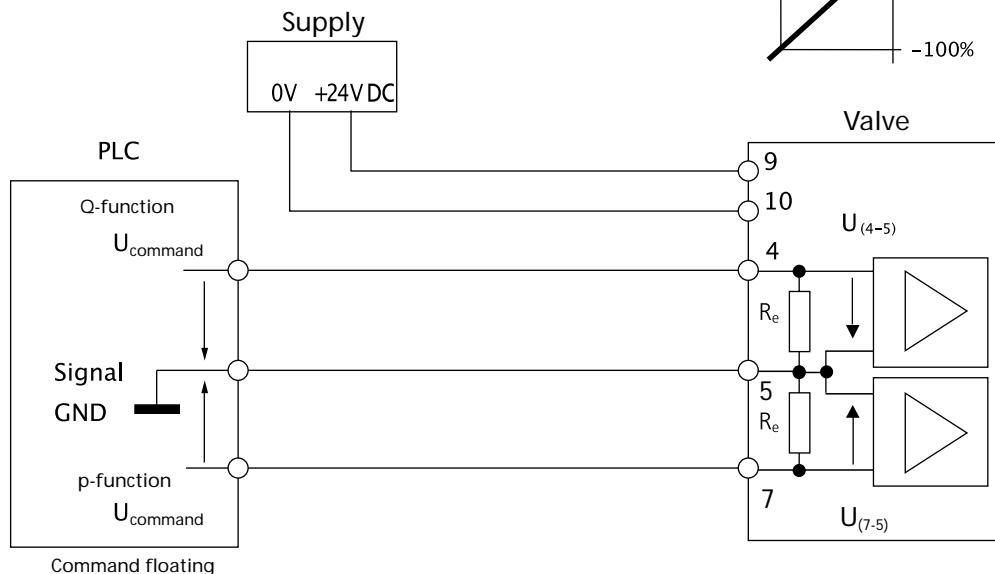 Supply
-100%
0V +24V DC
Valve
PLC
9
Q-function
10
U(4-5)
Ucommand
4
Re
Signal
5
GND
Re
p-function
7
Ucommand
U(7-5)
Command floating